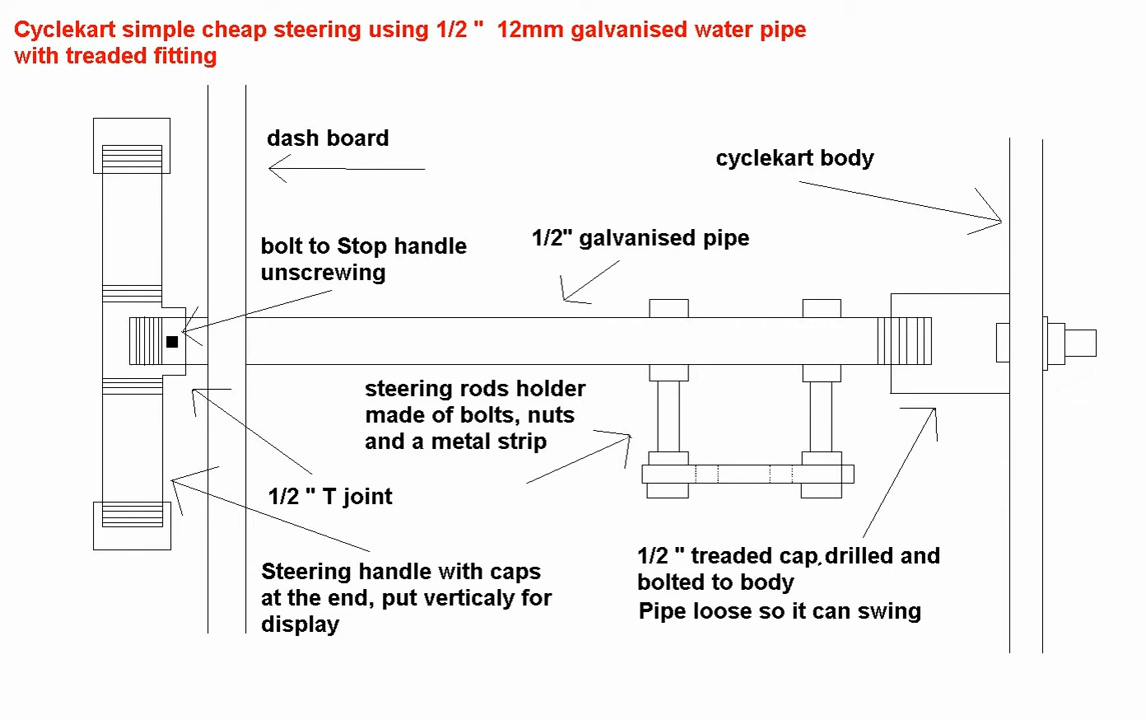 Cyclekart simple cheap steering using 1/2 "  12mm galvanised water pipe
with treaded fitting
dash board
cyclekart body
bolt to Stop handle
unscrewing
1/2" galvanised pipe
steering rods holder
made of bolts, nuts
and a metal strip
1/2 " T joint
Steering handle with caps
at the end, put verticaly for
display
1/2 " treaded cap,drilled and
bolted to body
Pipe loose so it can swing